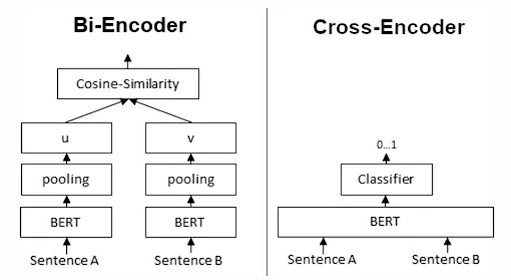 Bi-Encoder
Cosine-Similarity
u
v
pooling
pooling
BERT
BERT
Sentence A
Sentence B
Cross-Encoder
0...1
Classifier
BERT
Sentence A
Sentence B